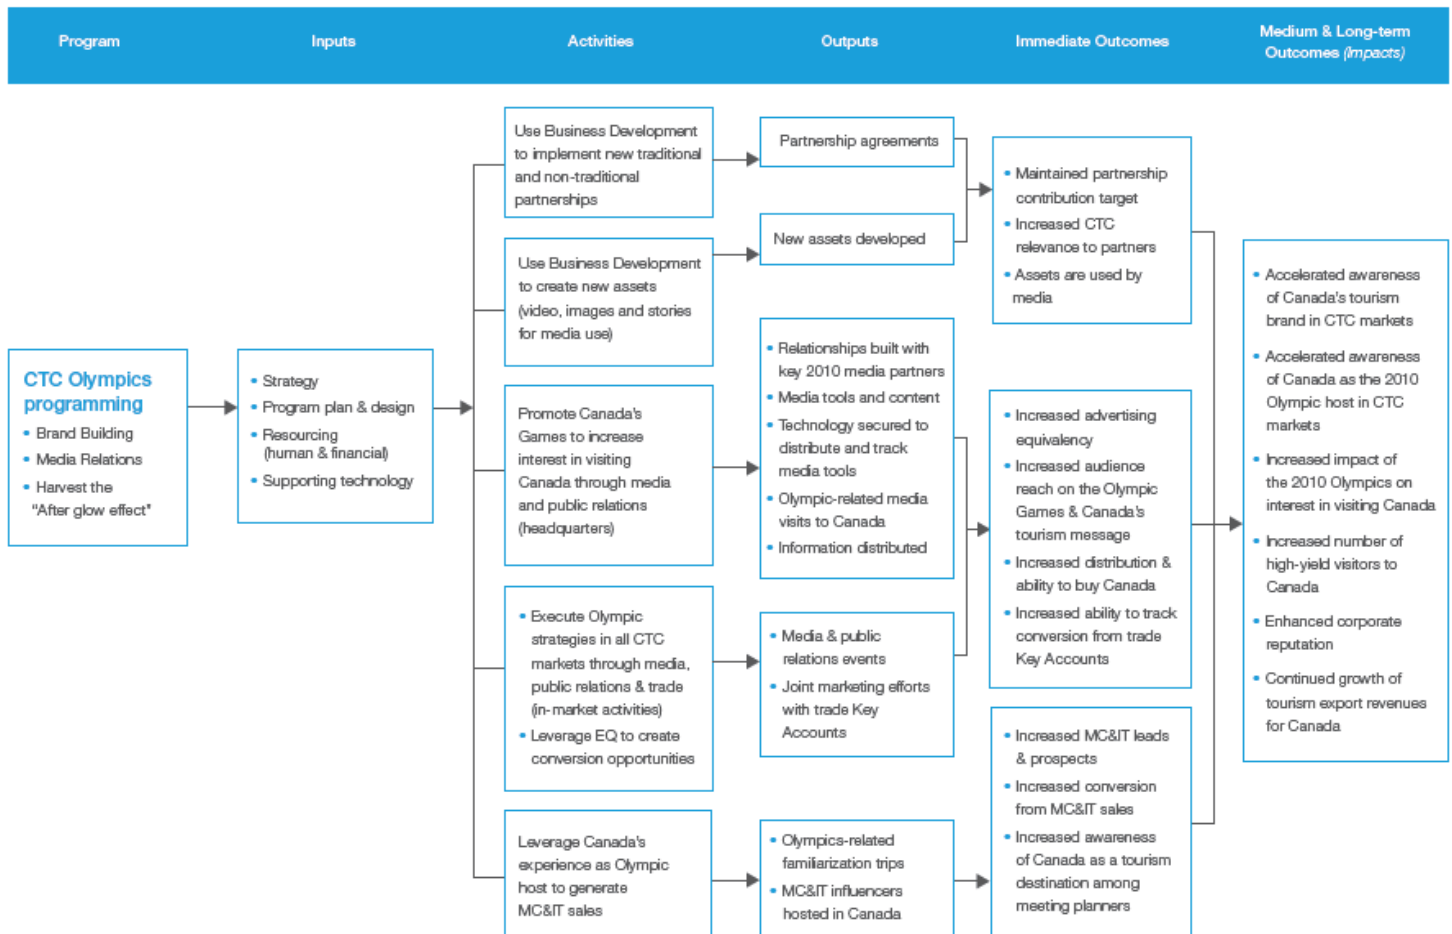 Program
Inputs
Activities
Outputs
Immediate Outcomes
Medium & Long-term
Outcomes (Impacts)
CTC Olympics
programming
• Brand Building
• Media Relations
• Harvest the
"After glow effect"
• Strategy
• Program plan & design
• Resourcing
(human & financial)
• Supporting technology
Use Business Development
to implement new traditional
and non-traditional
partnerships
Use Business Development
to create new assets
(video, images and stories
for media use)
Promote Canada's
Games to increase
interest in visiting
Canada through media
and public relations
(headquarters)
• Execute Olympic
strategies in all CTC
markets through media,
public relations & trade
(in-market activities)
• Leverage EQ to create
conversion opportunities
Leverage Canada's
experience as Olympic
host to generate
MC&IT sales
Partnership agreements
New assets developed
• Relationships built with
key 2010 media partners
• Media tools and content
• Technology secured to
distribute and track
media tools
• Olympic-related media
visits to Canada
• Information distributed
• Media & public
relations events
• Joint marketing efforts
with trade Key
Accounts
• Olympics-related
familiarization trips
• MC&IT influencers
hosted in Canada
• Maintained partnership
contribution target
• Increased CTC
relevance to partners
• Assets are used by
media
• Increased advertising
equivalency
• Increased audience
reach on the Olympic
Games & Canada's
tourism message
• Increased distribution &
ability to buy Canada
• Increased ability to track
conversion from trade
Key Accounts
• Increased MC&IT leads
& prospects
• Increased conversion
from MC&IT sales
• Increased awareness
of Canada as a tourism
destination among
meeting planners
• Accelerated awareness
of Canada's tourism
brand in CTC markets
• Accelerated awareness
of Canada as the 2010
Olympic host in CTC
markets
• Increased impact of
the 2010 Olympics on
interest in visiting Canada
• Increased number of
high-yield visitors to
Canada
• Enhanced corporate
reputation
• Continued growth of
tourism export revenues
for Canada